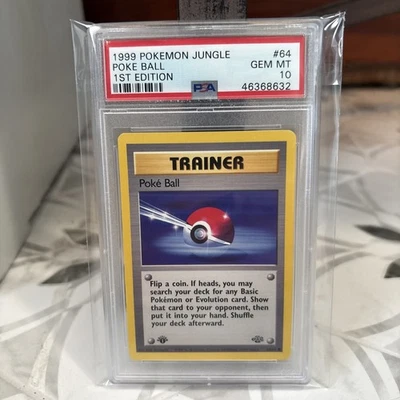 1999 POKEMON JUNGLE #64
POKE BALL GEM MT
1ST EDITION 10
PSA 46368632
TRAINER
Poké Ball
Flip a coin. If heads, you may
search your deck for any Basic
Pokémon or Evolution card. Show
that card to your opponent, then
put it into your hand. Shuffle
your deck afterward.